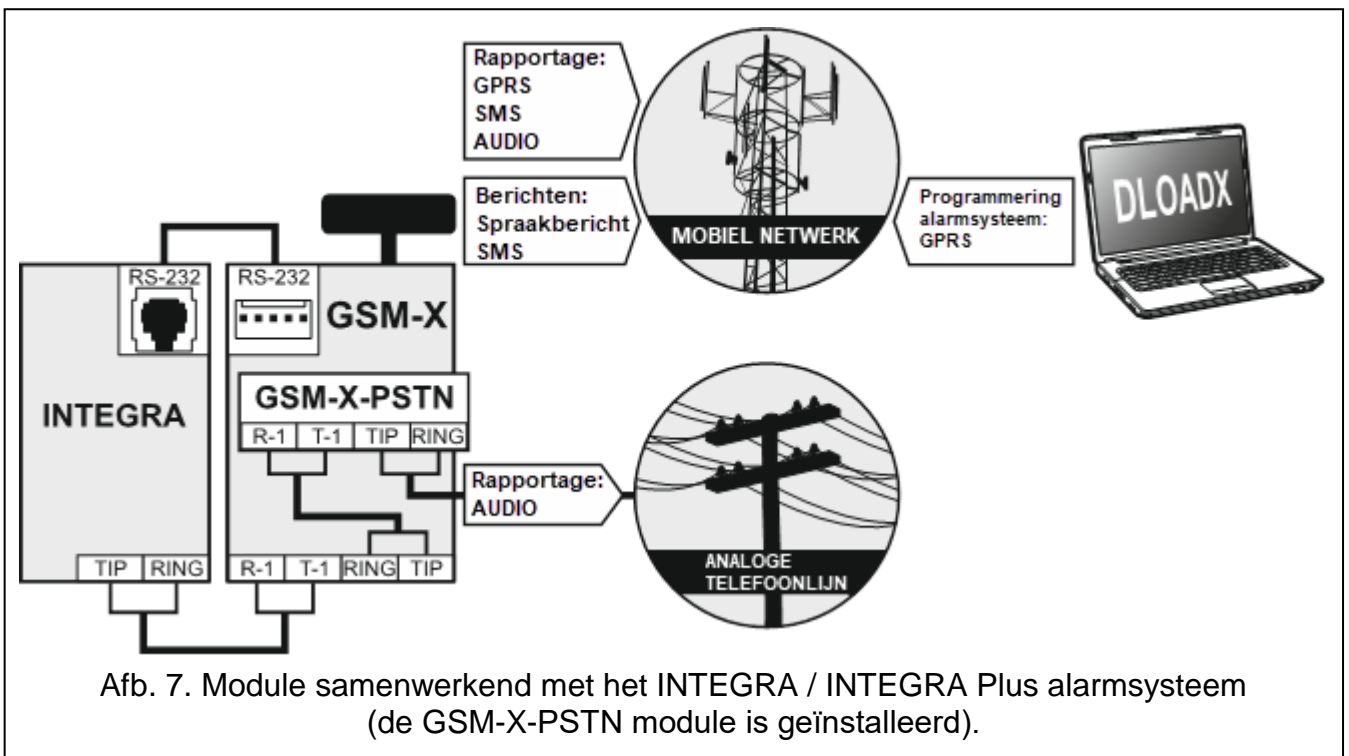 Rapportage:
GPRS
SMS
AUDIO
Berichten:
Spraakbericht
SMS
MOBIEL NETWERK
Programmering
alarmsysteem:
GPRS
DLOADX
RS-232
RS-232
GSM-X
INTEGRA
GSM-X-PSTN
R-1 T-1 TIP RING
Rapportage:
AUDIO
ANALOGE
TELEFOONLIJN
TIP RING
R-1 T-1 RING TIP
Afb. 7. Module samenwerkend met het INTEGRA / INTEGRA Plus alarmsysteem
(de GSM-X-PSTN module is geïnstalleerd).